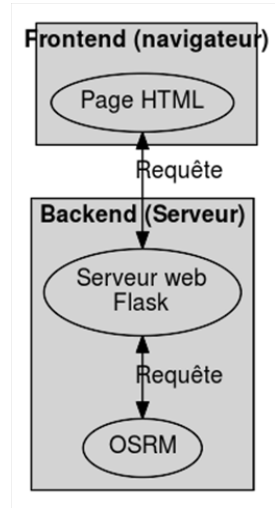 Frontend (navigateur)
Page HTML
Requête
Backend (Serveur)
Serveur web
Flask
Requête
OSRM